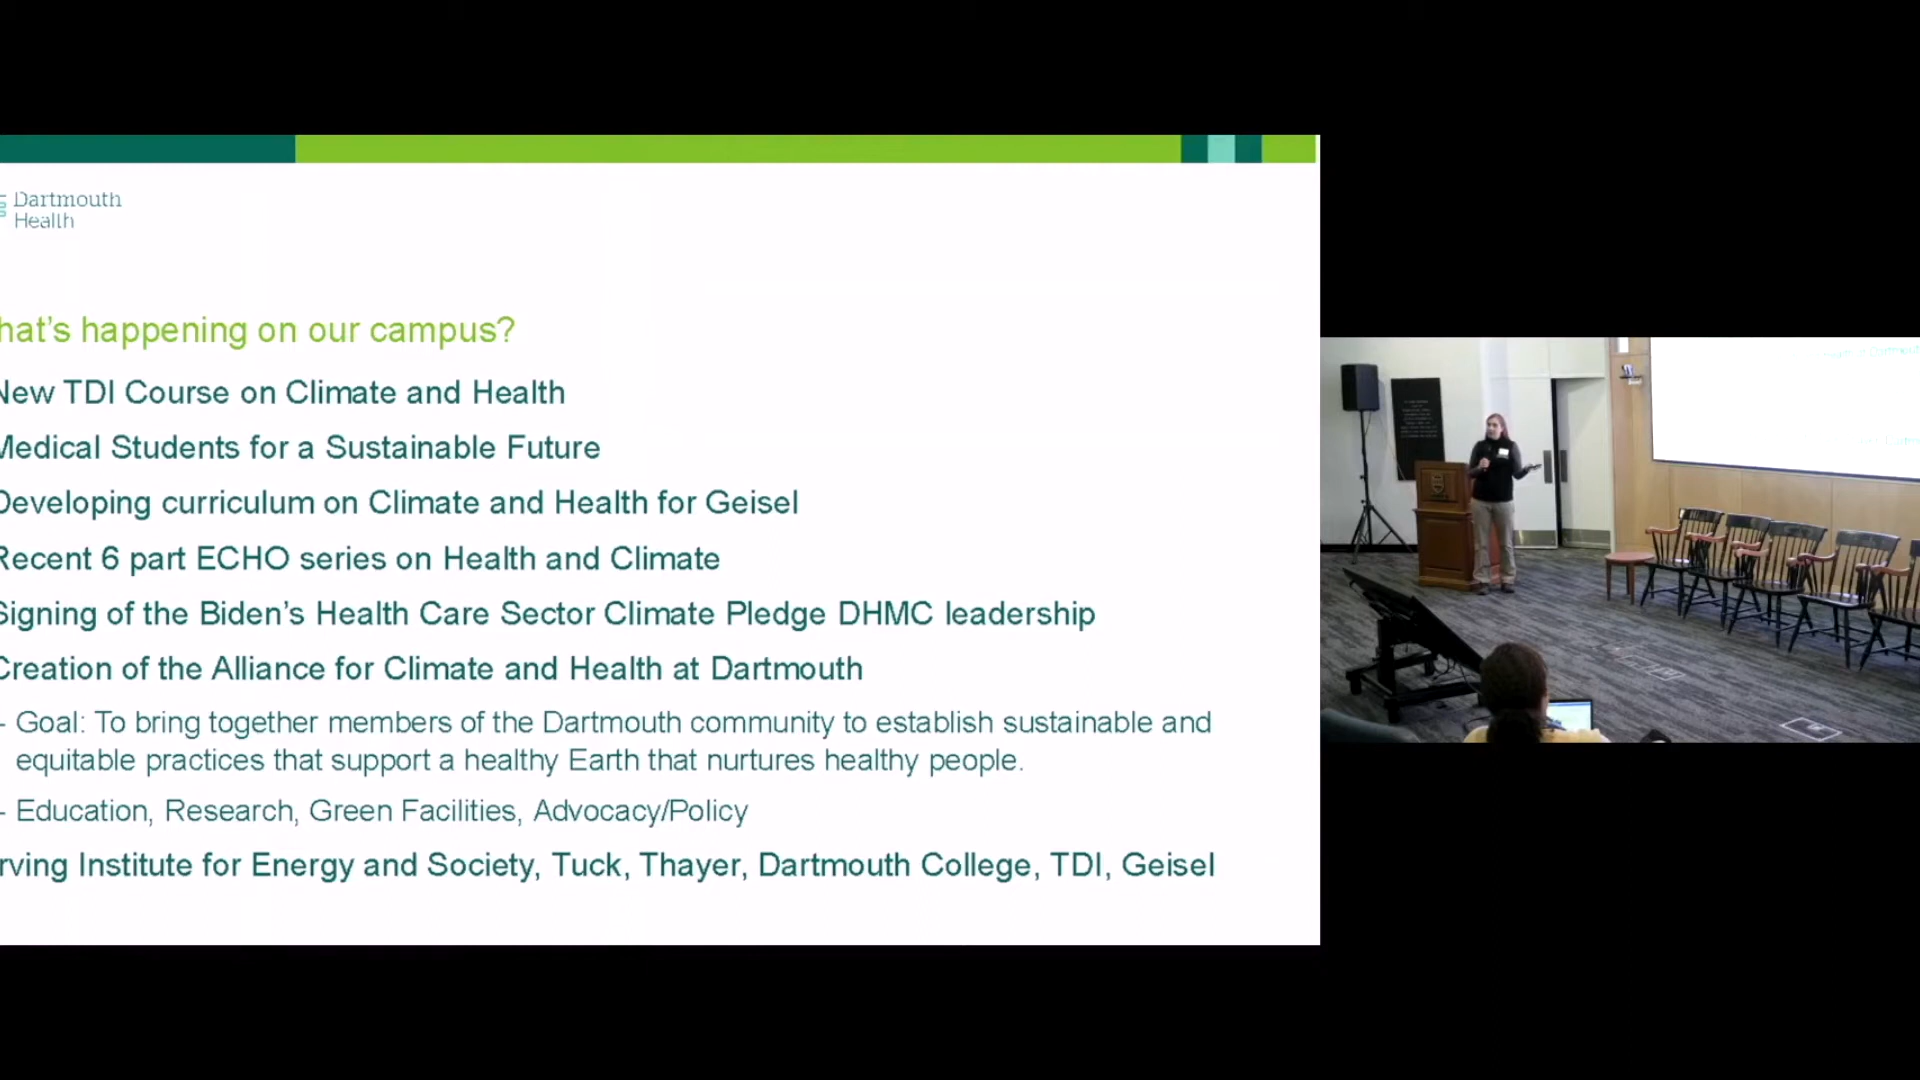 Dartmouth
Health
hat's happening on our campus?
New TDI Course on Climate and Health
Medical Students for a Sustainable Future
Developing curriculum on Climate and Health for Geisel
Recent 6 part ECHO series on Health and Climate
Signing of the Biden's Health Care Sector Climate Pledge DHMC leadership
Creation of the Alliance for Climate and Health at Dartmouth
- Goal: To bring together members of the Dartmouth community to establish sustainable and
equitable practices that support a healthy Earth that nurtures healthy people.
- Education, Research, Green Facilities, Advocacy/Policy
rving Institute for Energy and Society, Tuck, Thayer, Dartmouth College, TDI, Geisel